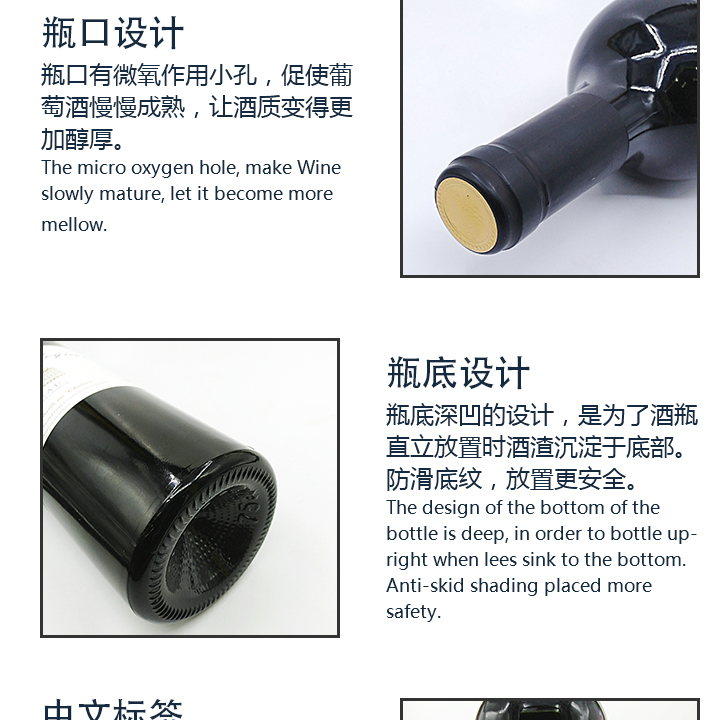 瓶口设计
瓶口有微氧作用小孔，促使葡
萄酒慢慢成熟，让酒质变得更
加醇厚。
The micro oxygen hole, make Wine
slowly mature, let it become more
mellow.
瓶底设计
瓶底深凹的设计，是为了酒瓶
直立放置时酒渣沉淀于底部。
防滑底纹，放置更安全。
The design of the bottom of the
bottle is deep, in order to bottle up-
right when lees sink to the bottom.
Anti-skid shading placed more
safety.
中文标签